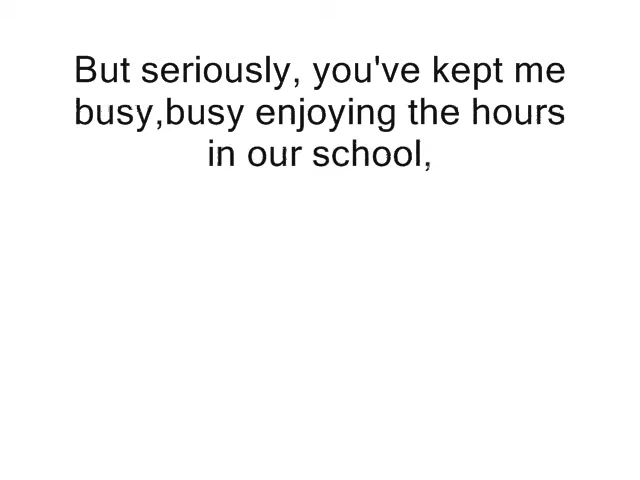 But seriously, you've kept me
busy,busy enjoying the hours
in our school,